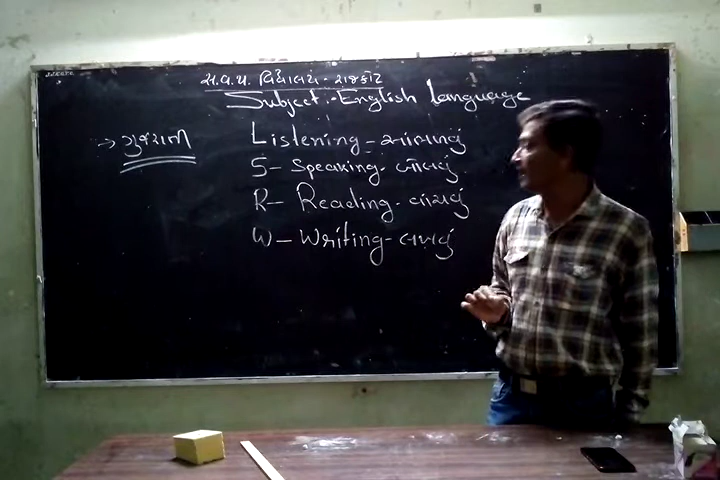 સ.વ.પ. વિદ્યાલય - રાજકોટ
Subject :- English language
→ ગુજરાતી
Listening - સાંભળવું
S - Speaking - બોલવું
R - Reading - વાંચવું
W - Writing - લખવું